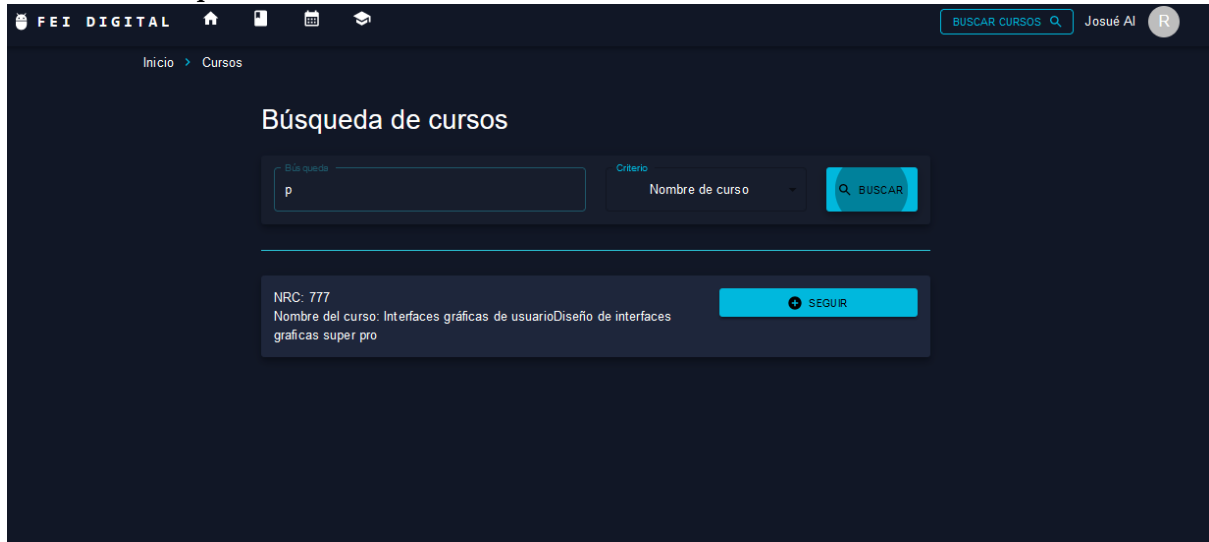 FEI DIGITAL
BUSCAR CURSOS
Josué Al
R
Inicio > Cursos
Búsqueda de cursos
Búsqueda
p
Criterio
Nombre de curso
BUSCAR
NRC: 777
Nombre del curso: Interfaces gráficas de usuarioDiseño de interfaces
graficas super pro
SEGUIR